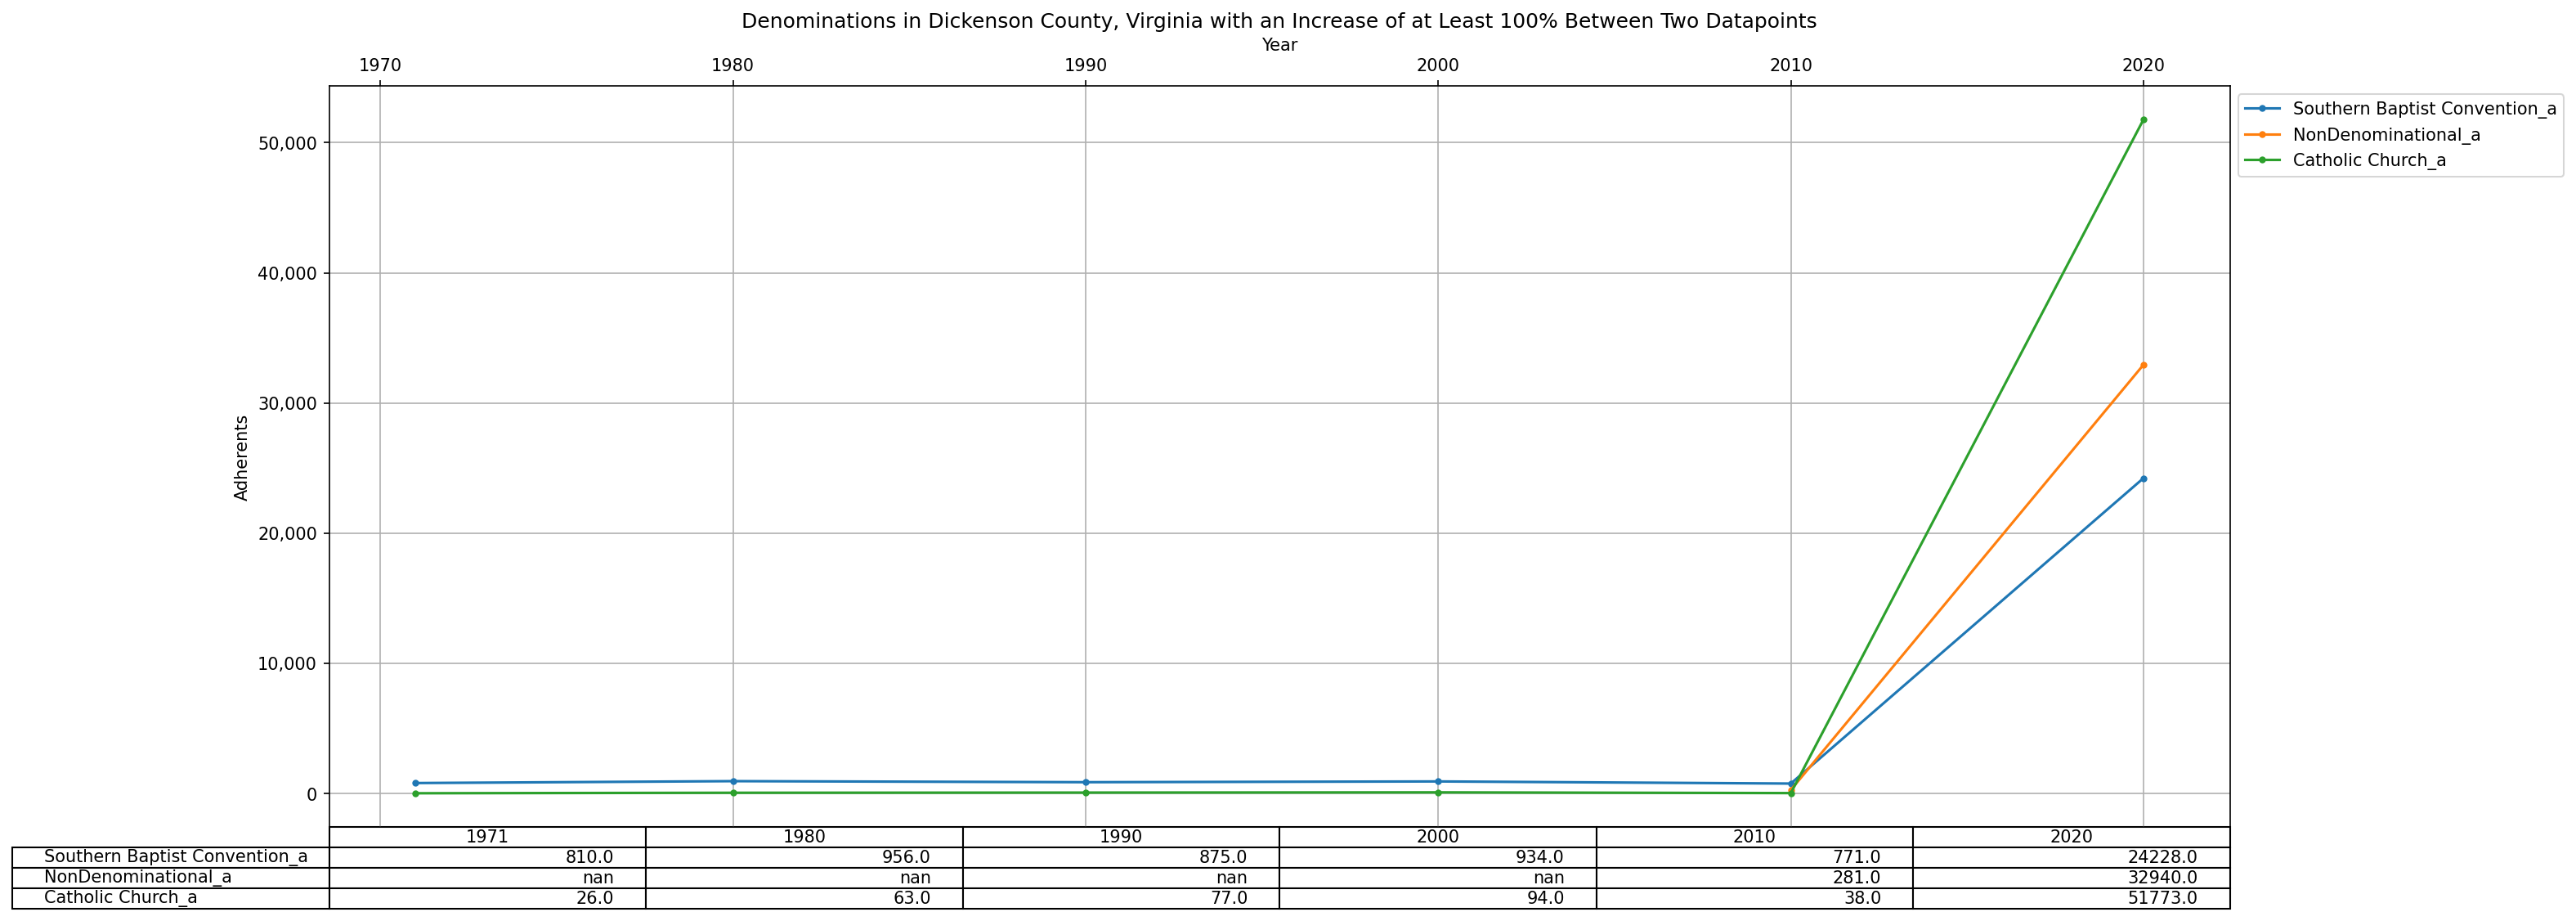 Denominations in Dickenson County, Virginia with an Increase of at Least 100% Between Two Datapoints
Year
1970 1980 1990 2000 2010 2020
Southern Baptist Convention_a
NonDenominational_a
Catholic Church_a
50,000
40,000
30,000
20,000
10,000
0
Adherents
1971 1980 1990 2000 2010 2020
Southern Baptist Convention_a 810.0 956.0 875.0 934.0 771.0 24228.0
NonDenominational_a nan nan nan nan 281.0 32940.0
Catholic Church_a 26.0 63.0 77.0 94.0 38.0 51773.0